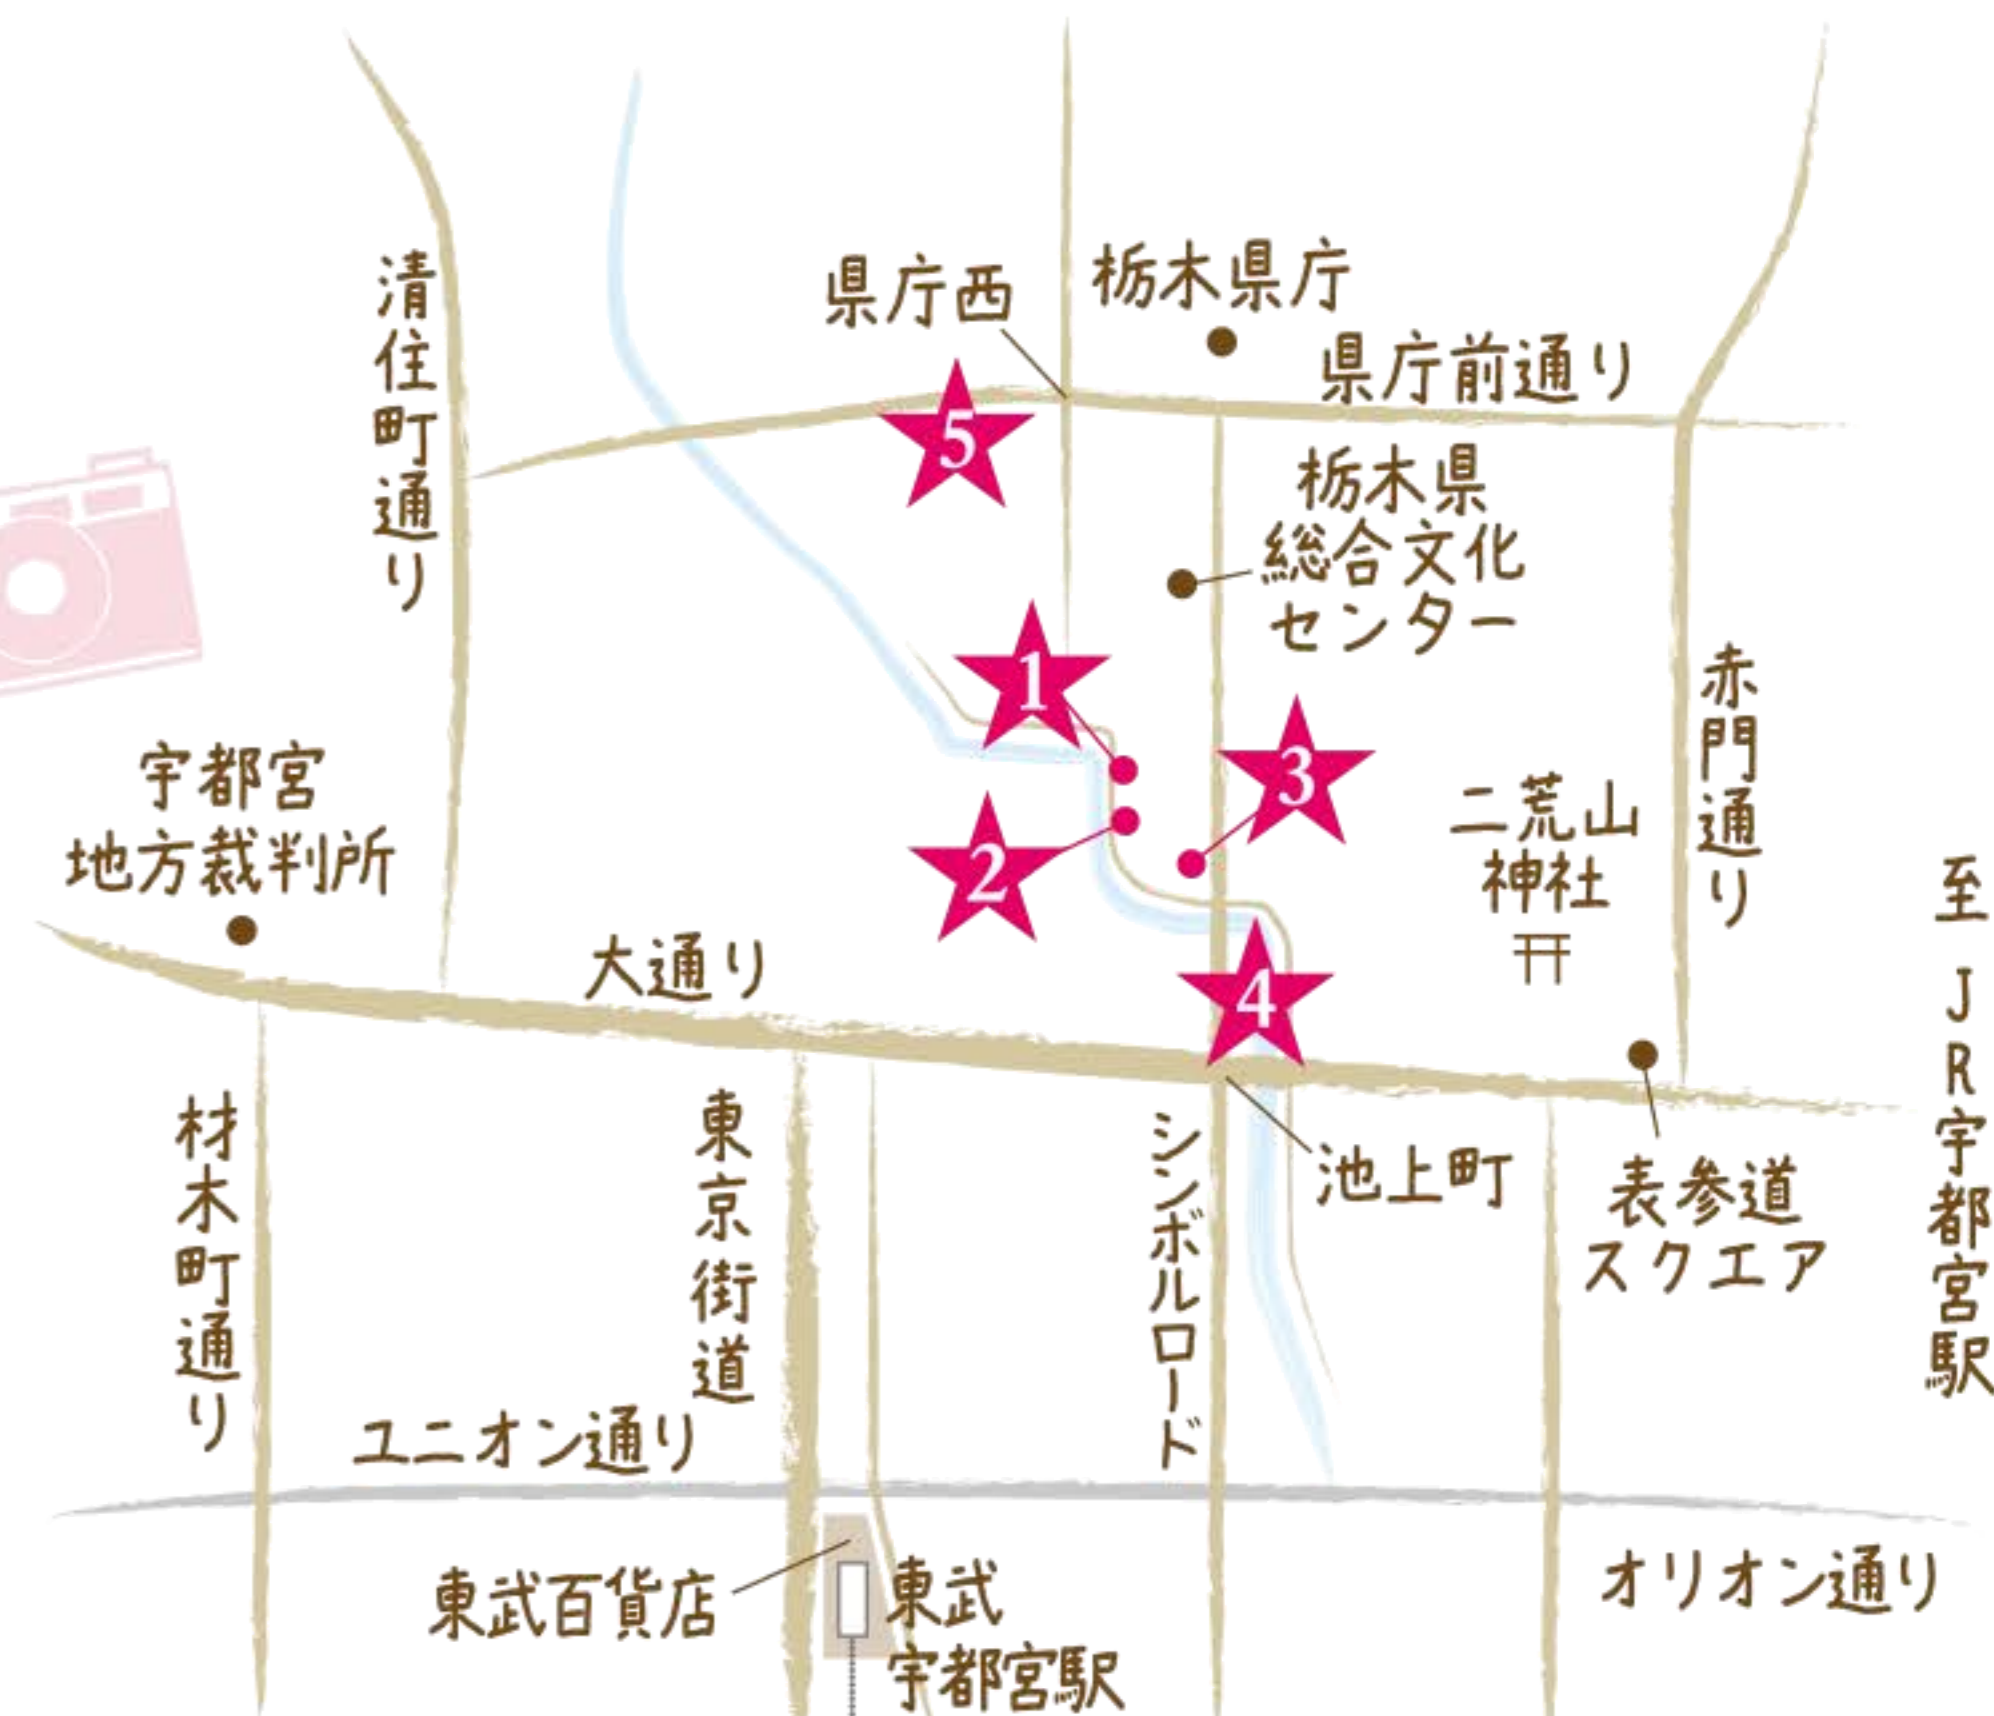 清住町通り
県庁西
栃木県庁
県庁前通り
5
栃木県
総合文化
センター
1
3
2
4
赤門通り
二荒山
神社
宇都宮
地方裁判所
大通り
至 JR宇都宮駅
材木町通り
東京街道
シンボルロード
池上町
表参道
スクエア
ユニオン通り
オリオン通り
東武百貨店
東武
宇都宮駅